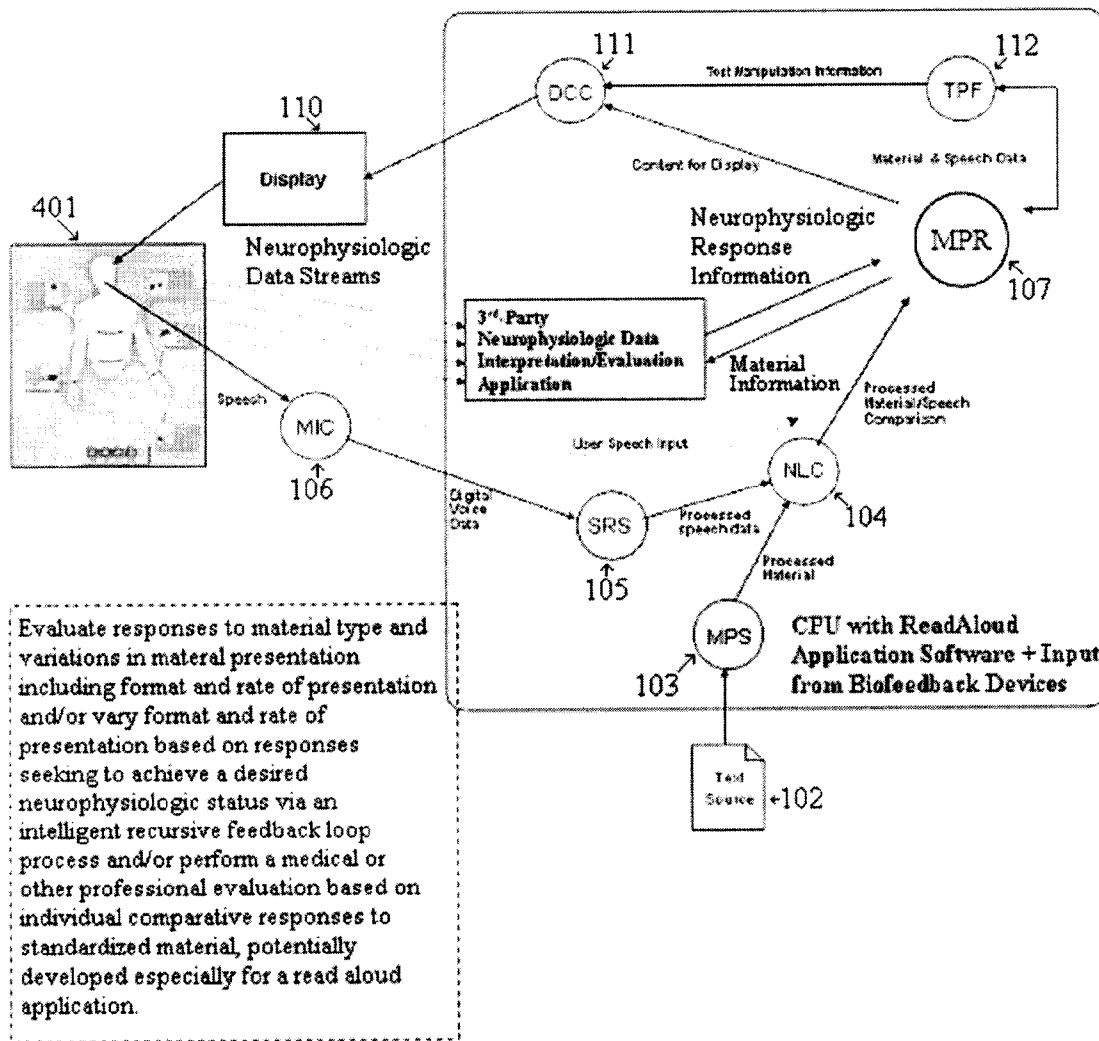 111
112
DCC
Text Manipulation Information
TPF
110
Display
Content for Display
Material & Speech Data
401
Neurophysiologic
Data Streams
Neurophysiologic
Response
Information
MPR
107
3rd-Party
Neurophysiologic Data
Interpretation/Evaluation
Application
Material
Information
Processed
Material/Speech
Comparison
Speech
MIC
106
User Speech Input
NLC
104
Digital
Voice
Data
SRS
105
Processed
speech data
Processed
Material
MPS
103
CPU with ReadAloud
Application Software + Input
from Biofeedback Devices
Text
Source
102
Evaluate responses to material type and
variations in materal presentation
including format and rate of presentation
and/or vary format and rate of
presentation based on responses
seeking to achieve a desired
neurophysiologic status via an
intelligent recursive feedback loop
process and/or perform a medical or
other professional evaluation based on
individual comparative responses to
standardized material, potentially
developed especially for a read aloud
application.